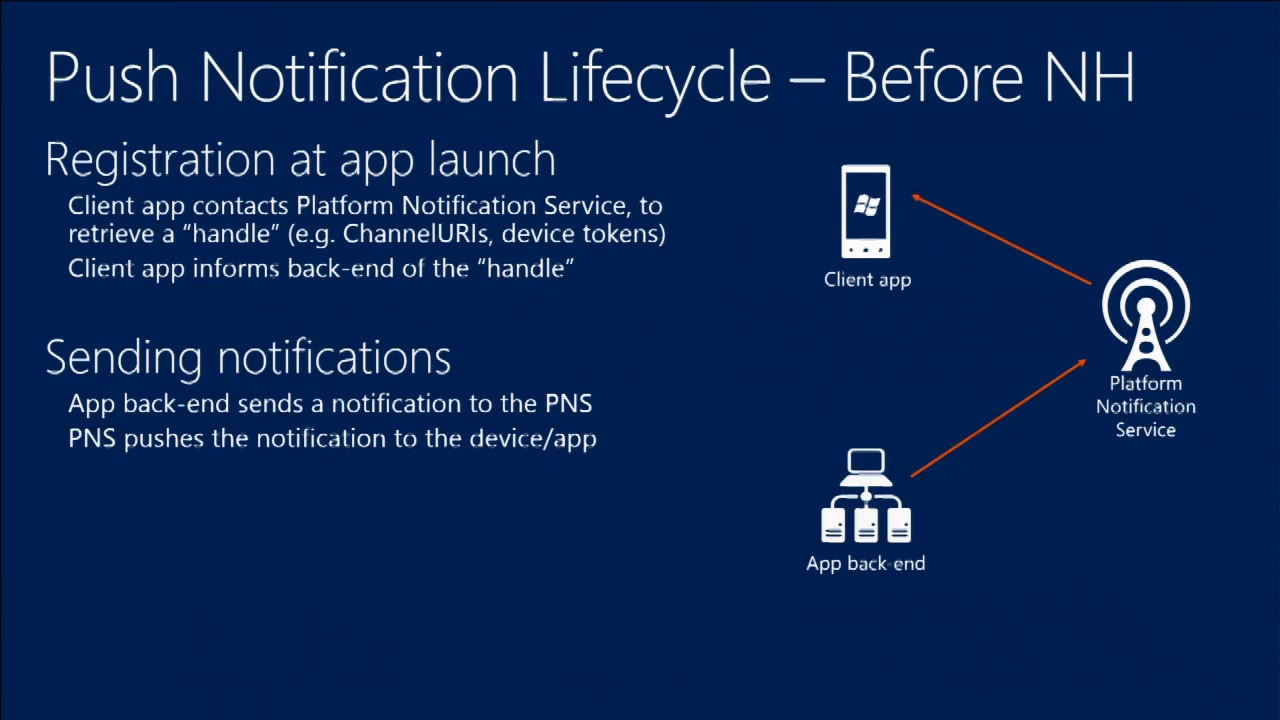 Push Notification Lifecycle – Before NH
Registration at app launch
Client app contacts Platform Notification Service, to
retrieve a “handle” (e.g. ChannelURIs, device tokens)
Client app informs back-end of the “handle”
Sending notifications
App back-end sends a notification to the PNS
PNS pushes the notification to the device/app
Client app
Platform
Notification
Service
App back-end